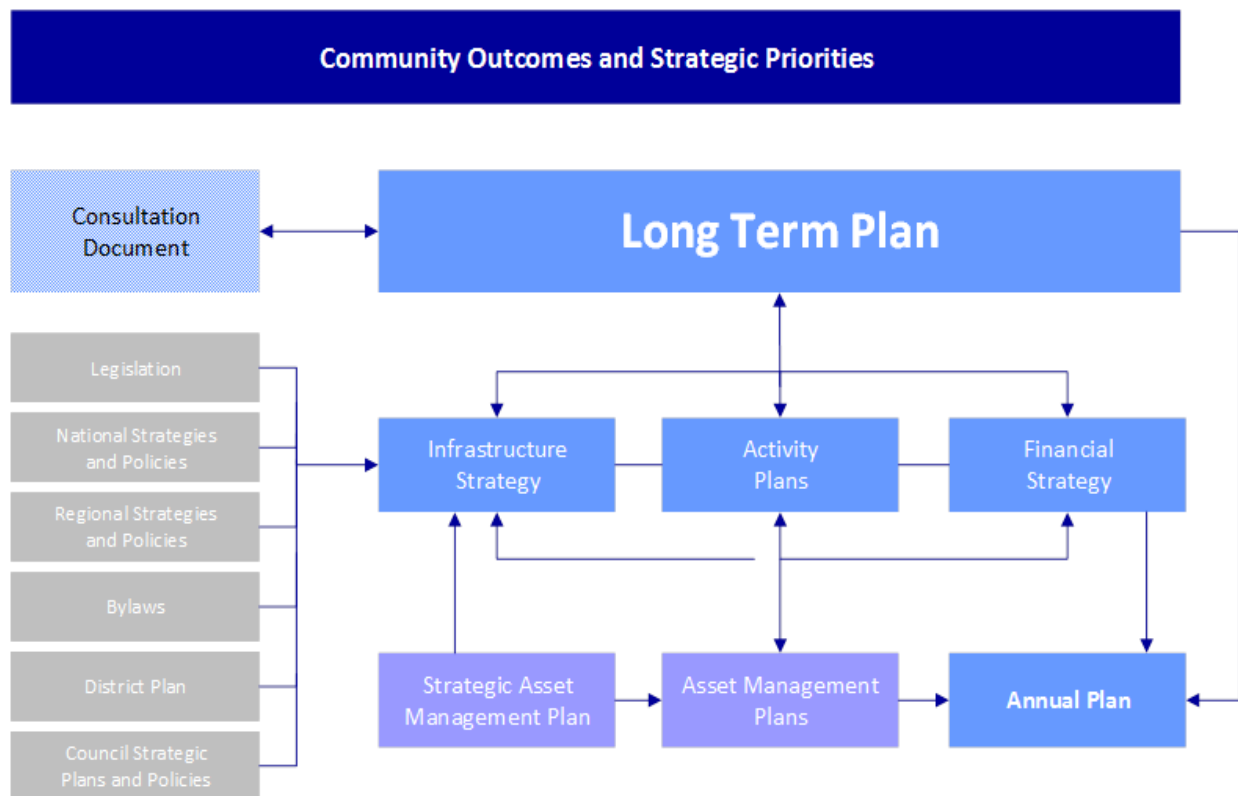 Community Outcomes and Strategic Priorities
Consultation
Document
Long Term Plan
Legislation
National Strategies
and Policies
Regional Strategies
and Policies
Bylaws
District Plan
Council Strategic
Plans and Policies
Infrastructure
Strategy
Activity
Plans
Financial
Strategy
Strategic Asset
Management Plan
Asset Management
Plans
Annual Plan